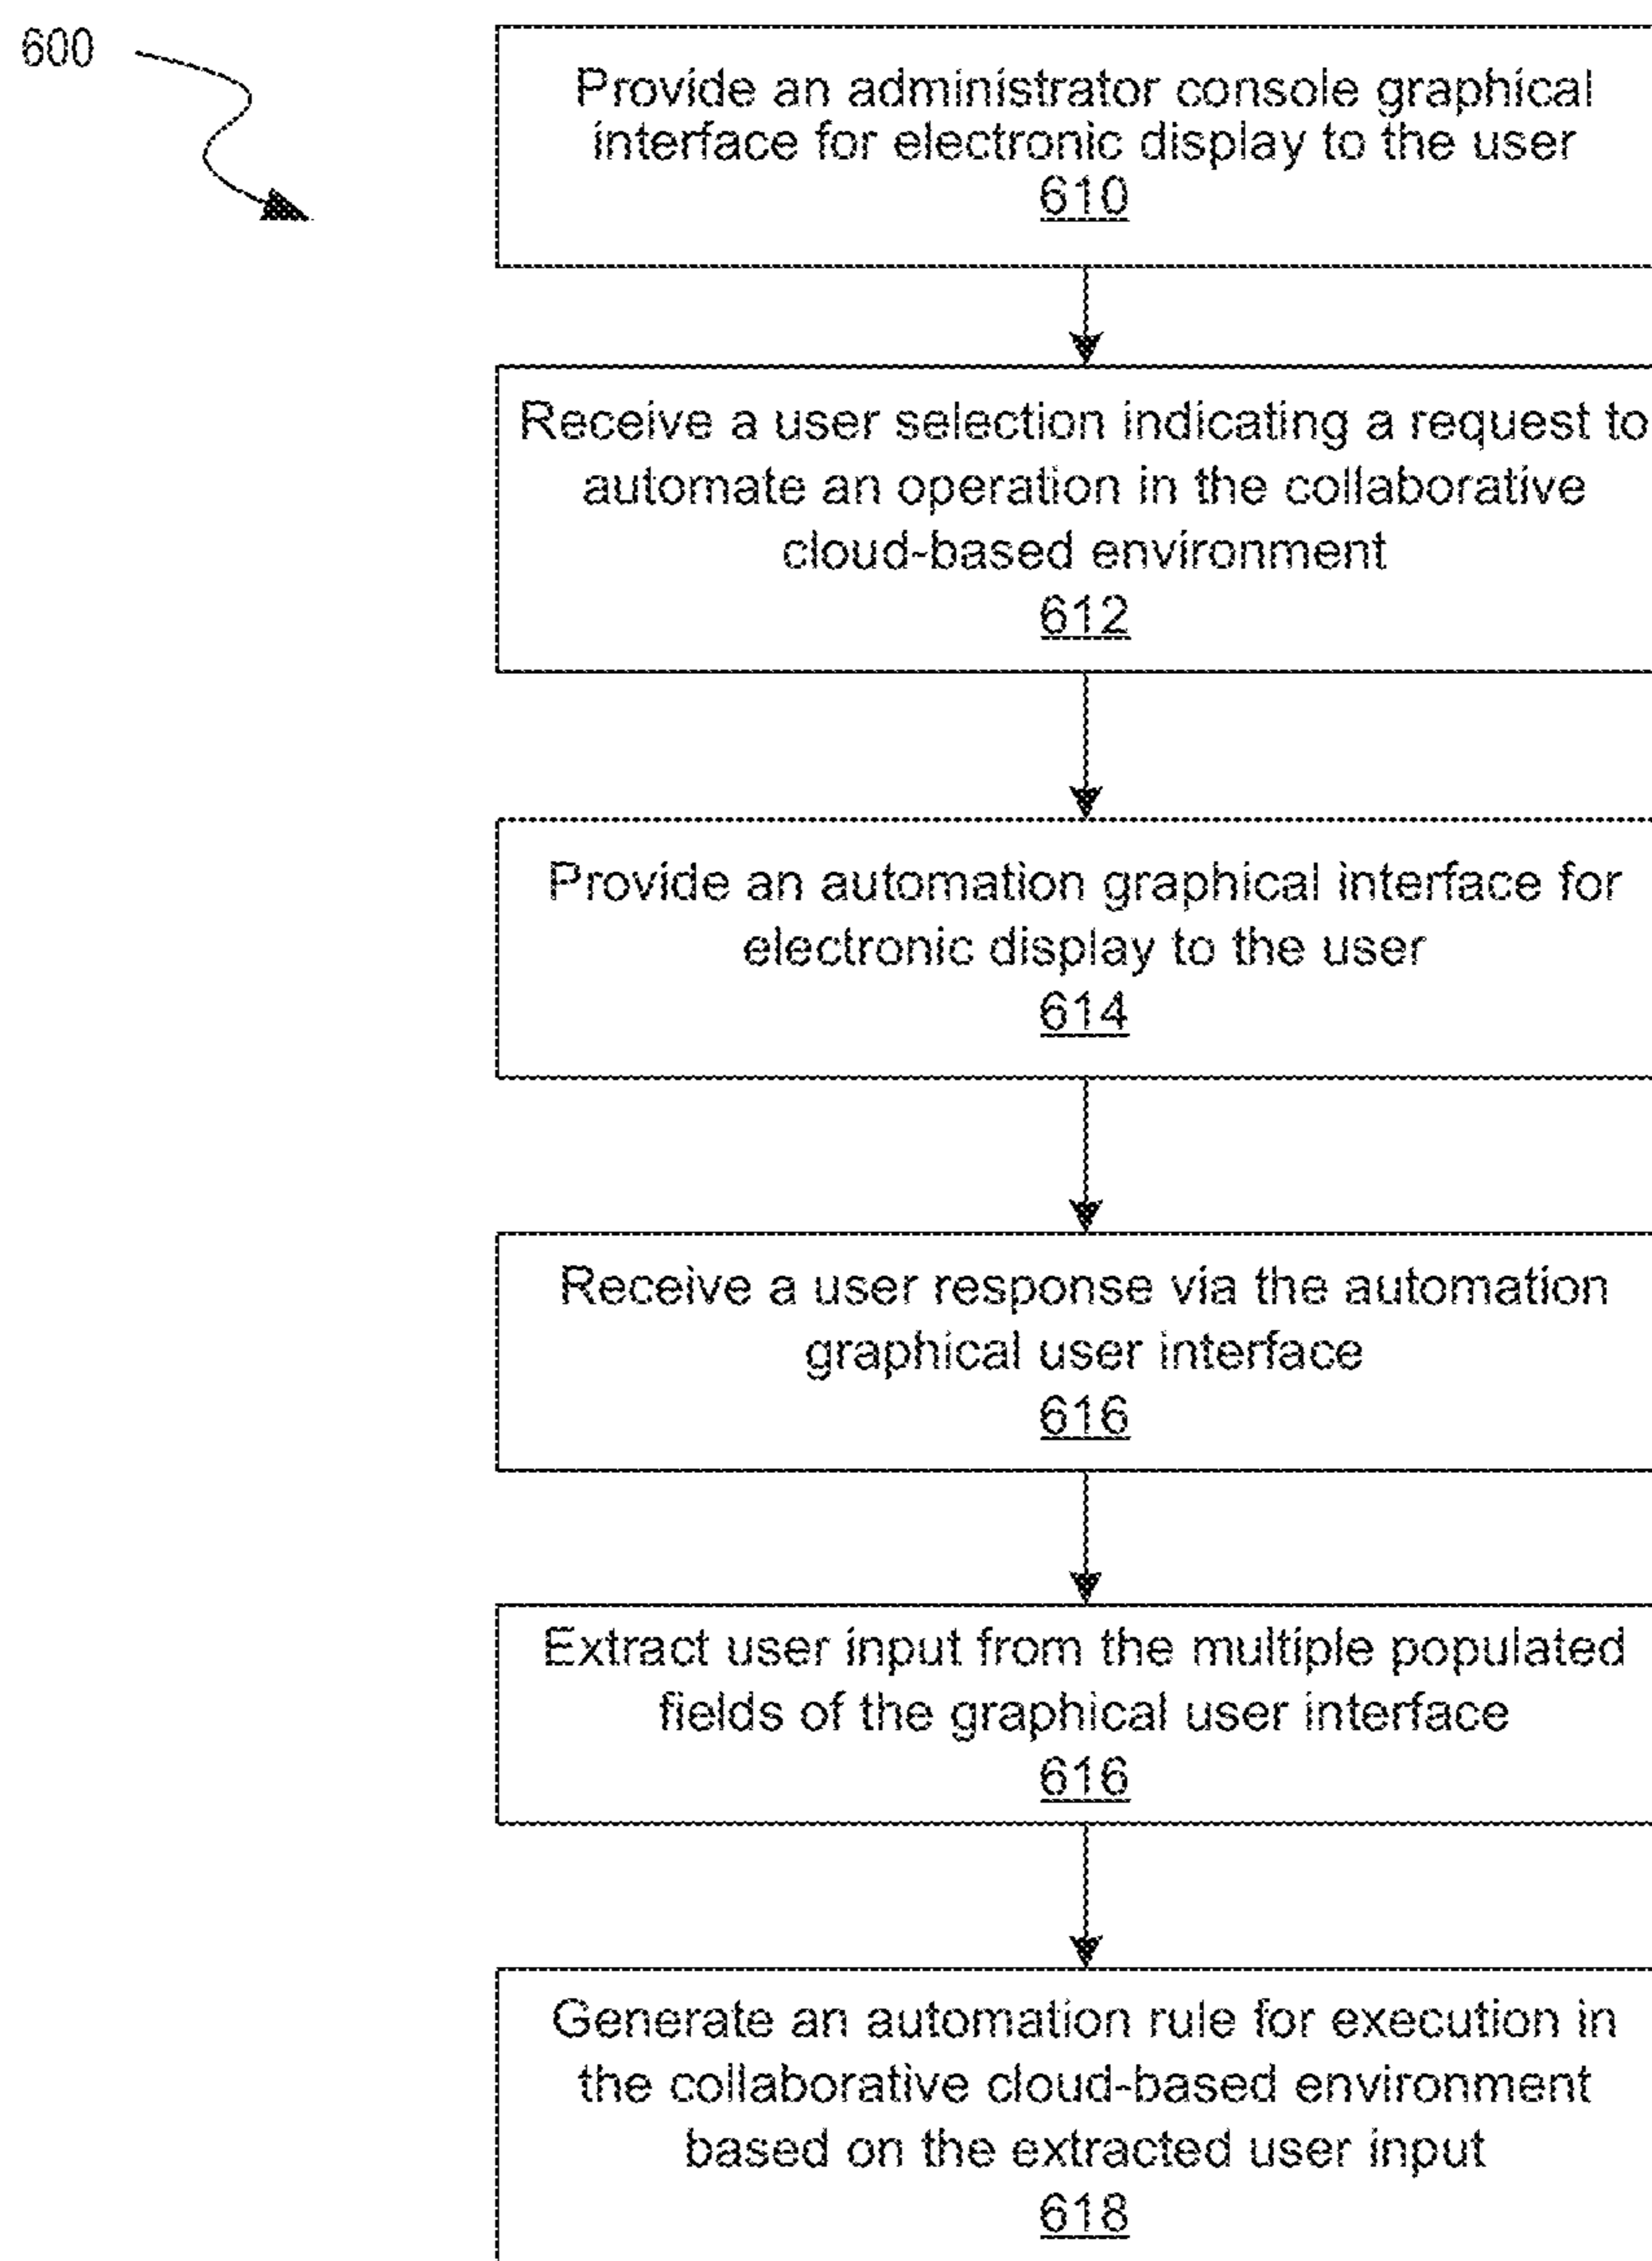 600
Provide an administrator console graphical
interface for electronic display to the user
610
Receive a user selection indicating a request to
automate an operation in the collaborative
cloud-based environment
612
Provide an automation graphical interface for
electronic display to the user
614
Receive a user response via the automation
graphical user interface
616
Extract user input from the multiple populated
fields of the graphical user interface
616
Generate an automation rule for execution in
the collaborative cloud-based environment
based on the extracted user input
618